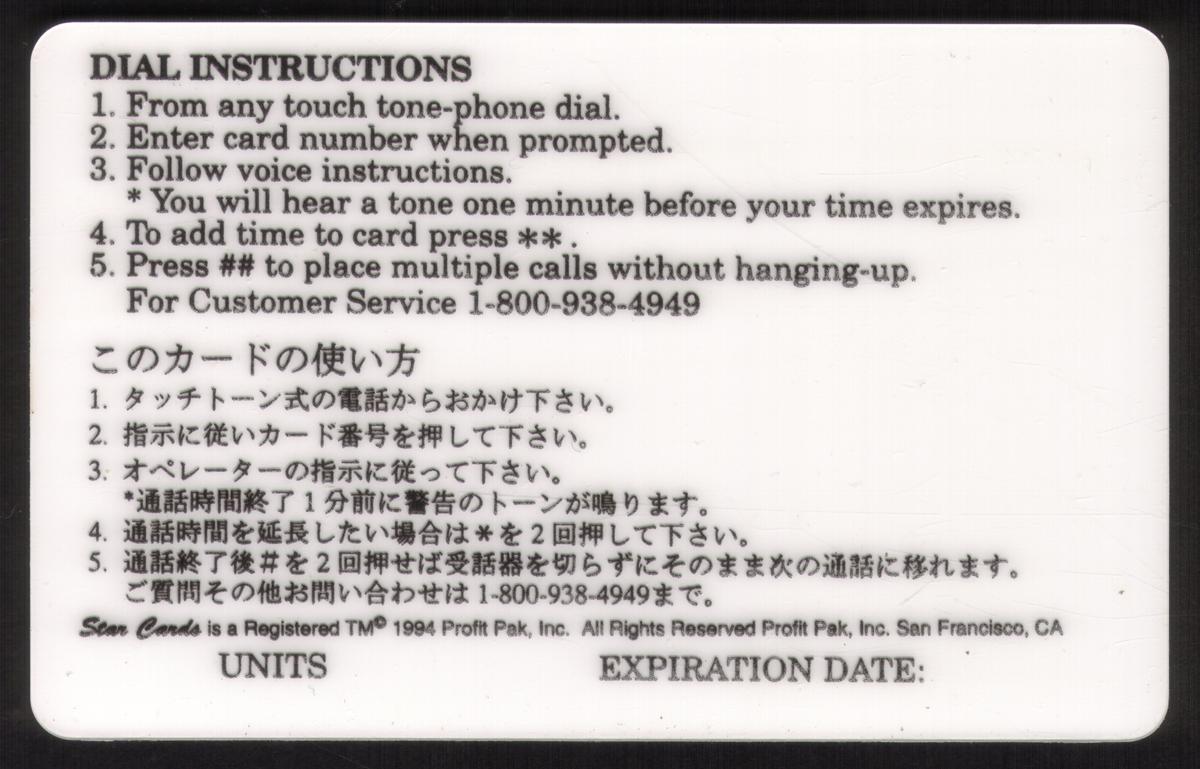 DIAL INSTRUCTIONS
1. From any touch tone-phone dial.
2. Enter card number when prompted.
3. Follow voice instructions.
* You will hear a tone one minute before your time expires.
4. To add time to card press ** .
5. Press ## to place multiple calls without hanging-up.
For Customer Service 1-800-938-4949
このカードの使い方
1. タッチトーン式の電話からおかけ下さい。
2. 指示に従いカード番号を押して下さい。
3. オペレーターの指示に従って下さい。
*通話時間終了1分前に警告のトーンが鳴ります。
4. 通話時間を延長したい場合は*を2回押して下さい。
5. 通話終了後#を2回押せば受話器を切らずにそのまま次の通話に移れます。
ご質問その他お問い合わせは 1-800-938-4949まで。
Star Cards is a Registered TM© 1994 Profit Pak, Inc. All Rights Reserved Profit Pak, Inc. San Francisco, CA
UNITS EXPIRATION DATE: